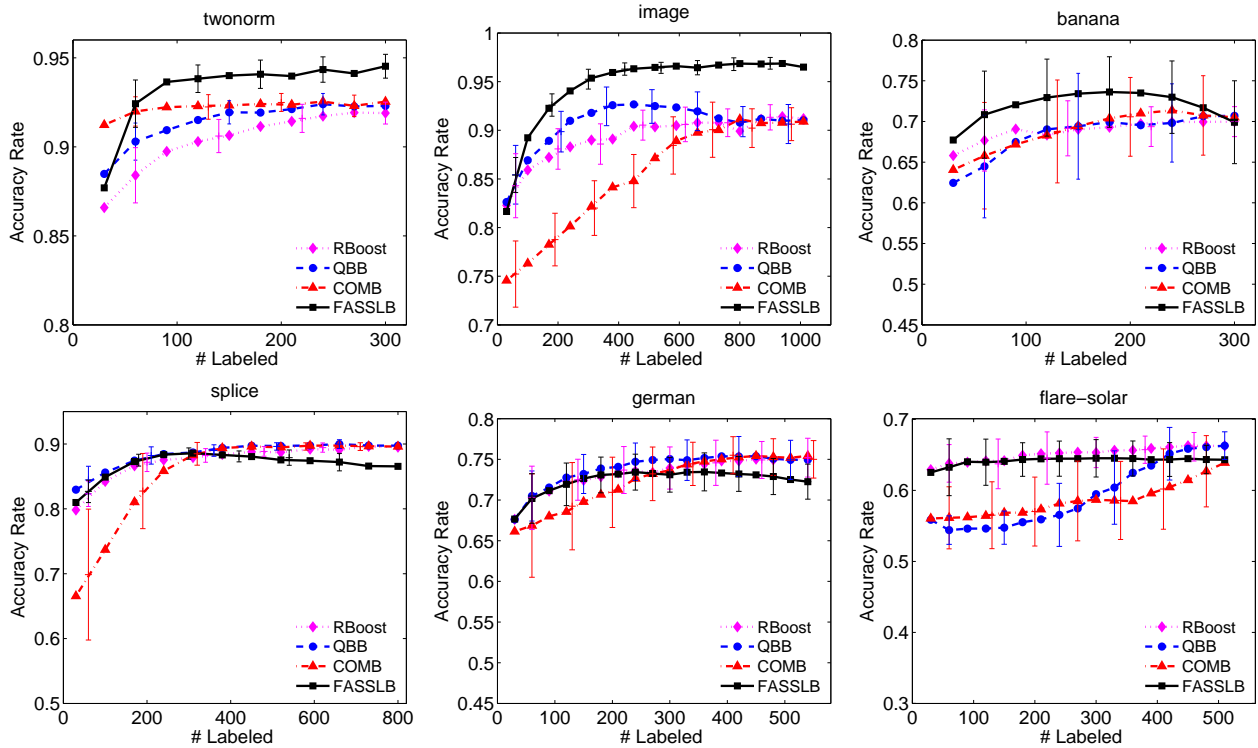 twonorm
0.95
0.9
0.85
0.8
0 100 200 300
Accuracy Rate
# Labeled
RBoost
QBB
COMB
FASSLB
image
1
0.95
0.9
0.85
0.8
0.75
0.7
0 200 400 600 800 1000
Accuracy Rate
# Labeled
RBoost
QBB
COMB
FASSLB
banana
0.8
0.75
0.7
0.65
0.6
0.55
0.5
0.45
0 100 200 300
Accuracy Rate
# Labeled
RBoost
QBB
COMB
FASSLB
splice
0.9
0.8
0.7
0.6
0.5
0 200 400 600 800
Accuracy Rate
# Labeled
RBoost
QBB
COMB
FASSLB
german
0.8
0.75
0.7
0.65
0.6
0.55
0.5
0.45
0 100 200 300 400 500
Accuracy Rate
# Labeled
RBoost
QBB
COMB
FASSLB
flare−solar
0.7
0.6
0.5
0.4
0.3
0 100 200 300 400 500
Accuracy Rate
# Labeled
RBoost
QBB
COMB
FASSLB